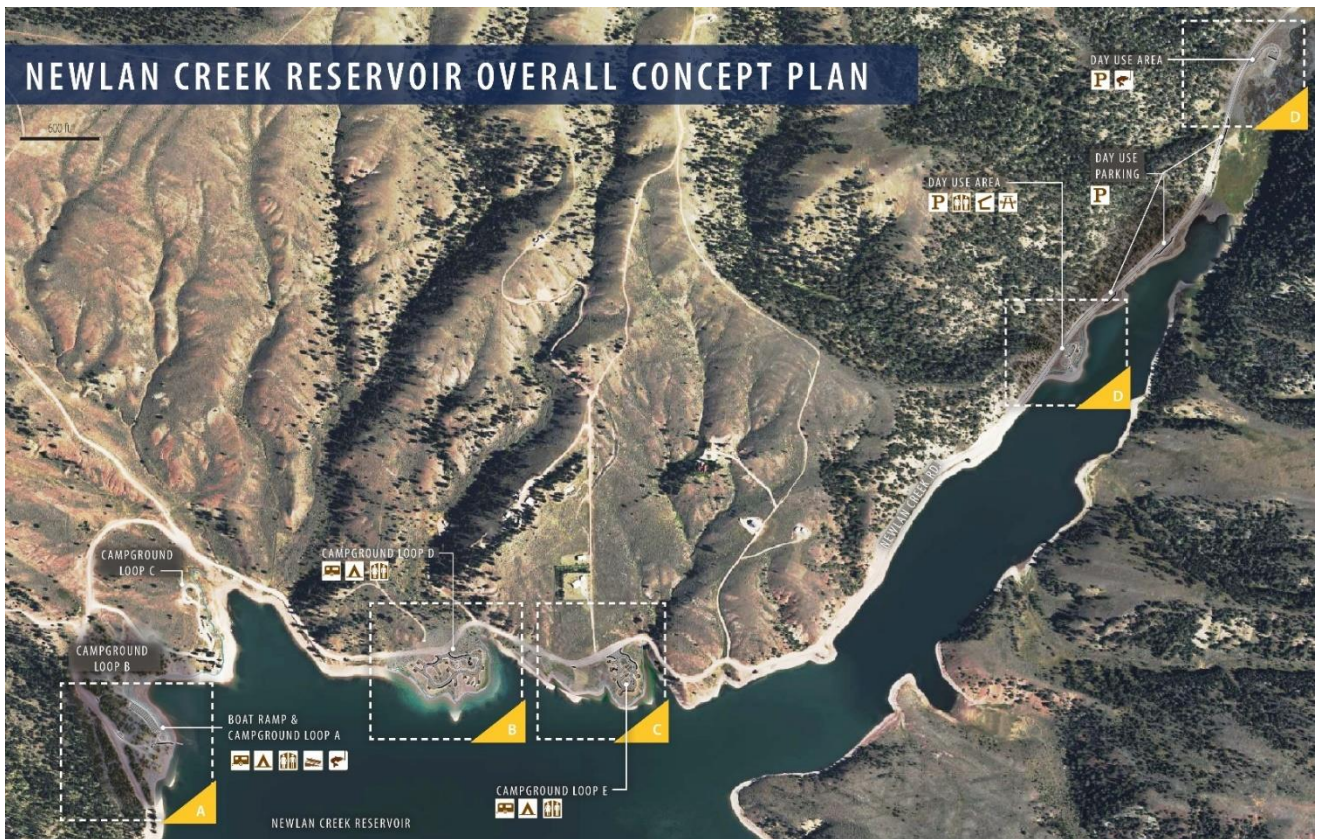 NEWLAN CREEK RESERVOIR OVERALL CONCEPT PLAN
600 ft
DAY USE AREA
P
D
DAY USE
PARKING
P
DAY USE AREA
P
D
NEWLAN CREEK RD.
CAMPGROUND
LOOP C
CAMPGROUND LOOP D
CAMPGROUND
LOOP B
BOAT RAMP &
CAMPGROUND LOOP A
A
B
C
CAMPGROUND LOOP E
NEWLAN CREEK RESERVOIR